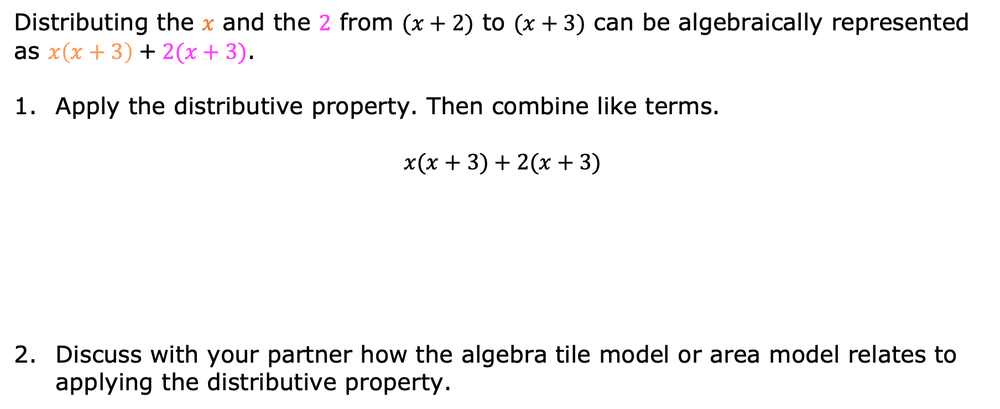 Distributing the x and the 2 from (x + 2) to (x + 3) can be algebraically represented
as x(x + 3) + 2(x + 3).
1. Apply the distributive property. Then combine like terms.
x(x + 3) + 2(x + 3)
2. Discuss with your partner how the algebra tile model or area model relates to
applying the distributive property.